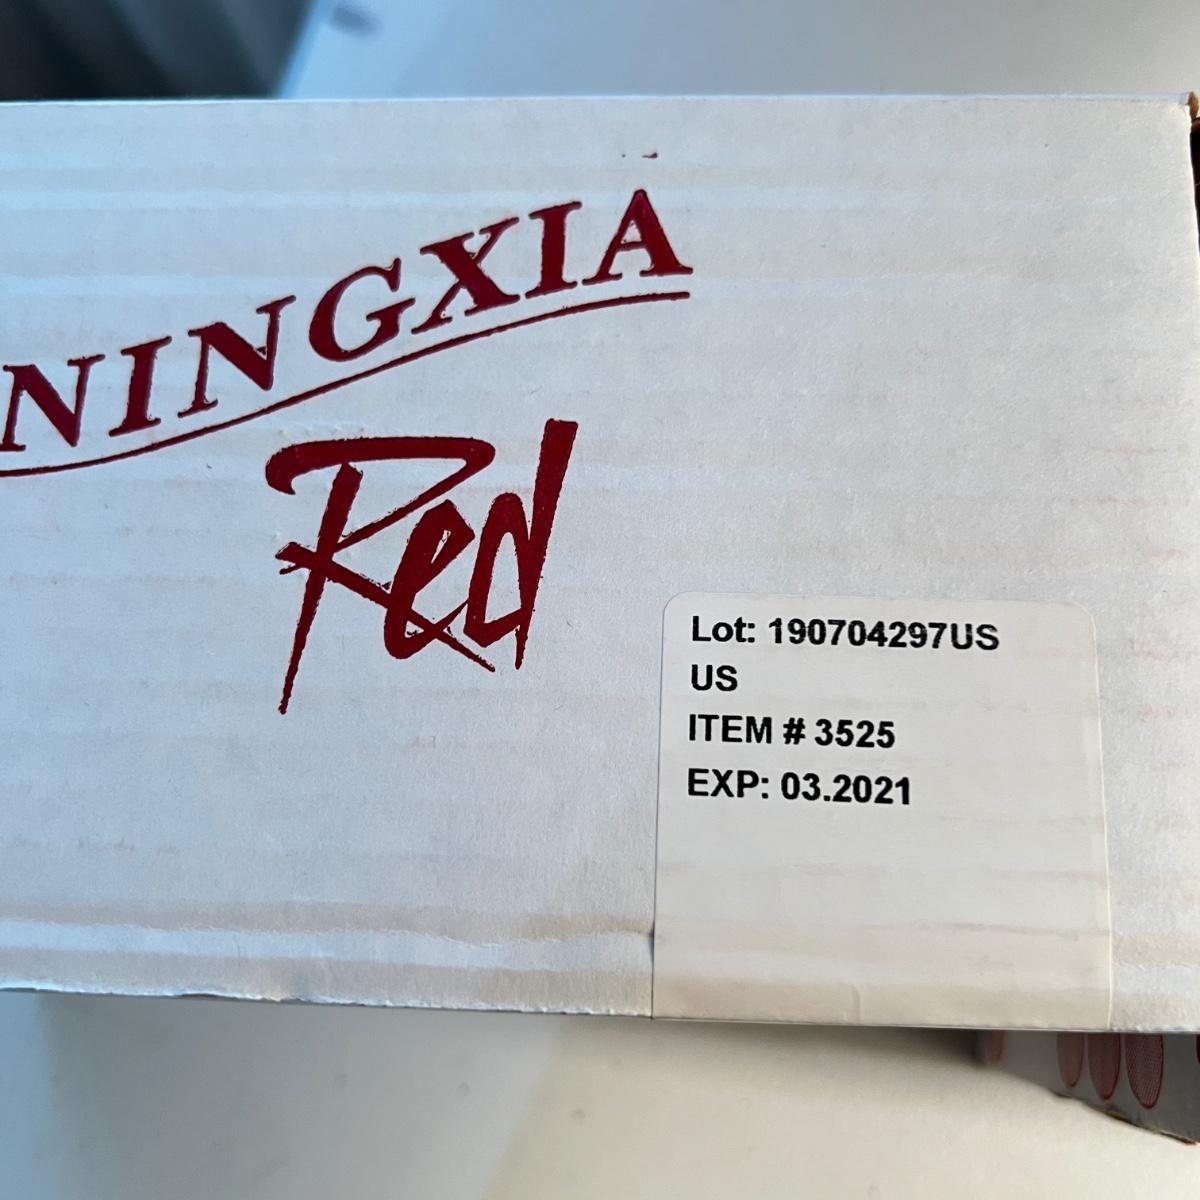 NINGXIA
Red
Lot: 190704297US
US
ITEM # 3525
EXP: 03.2021